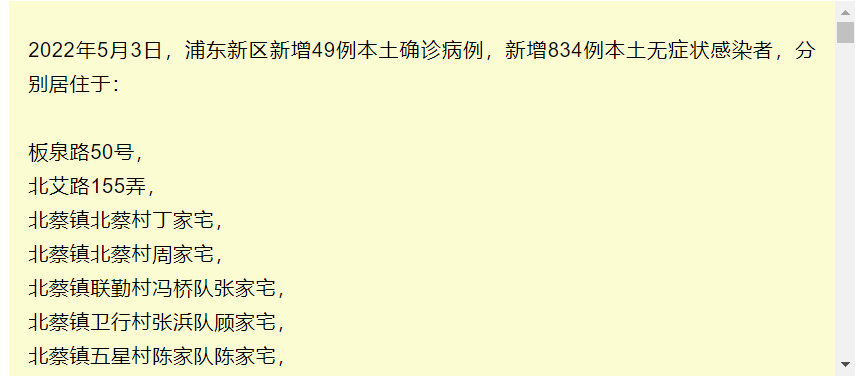 2022年5月3日，浦东新区新增49例本土确诊病例，新增834例本土无症状感染者，分
别居住于：
板泉路50号，
北艾路155弄，
北蔡镇北蔡村丁家宅，
北蔡镇北蔡村周家宅，
北蔡镇联勤村冯桥队张家宅，
北蔡镇卫行村张浜队顾家宅，
北蔡镇五星村陈家队陈家宅，